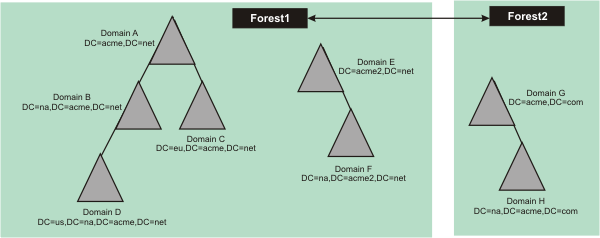 Forest1
Forest2
Domain A
DC=acme,DC=net
Domain B
DC=na,DC=acme,DC=net
Domain C
DC=eu,DC=acme,DC=net
Domain D
DC=us,DC=na,DC=acme,DC=net
Domain E
DC=acme2,DC=net
Domain F
DC=na,DC=acme2,DC=net
Domain G
DC=acme,DC=com
Domain H
DC=na,DC=acme,DC=com